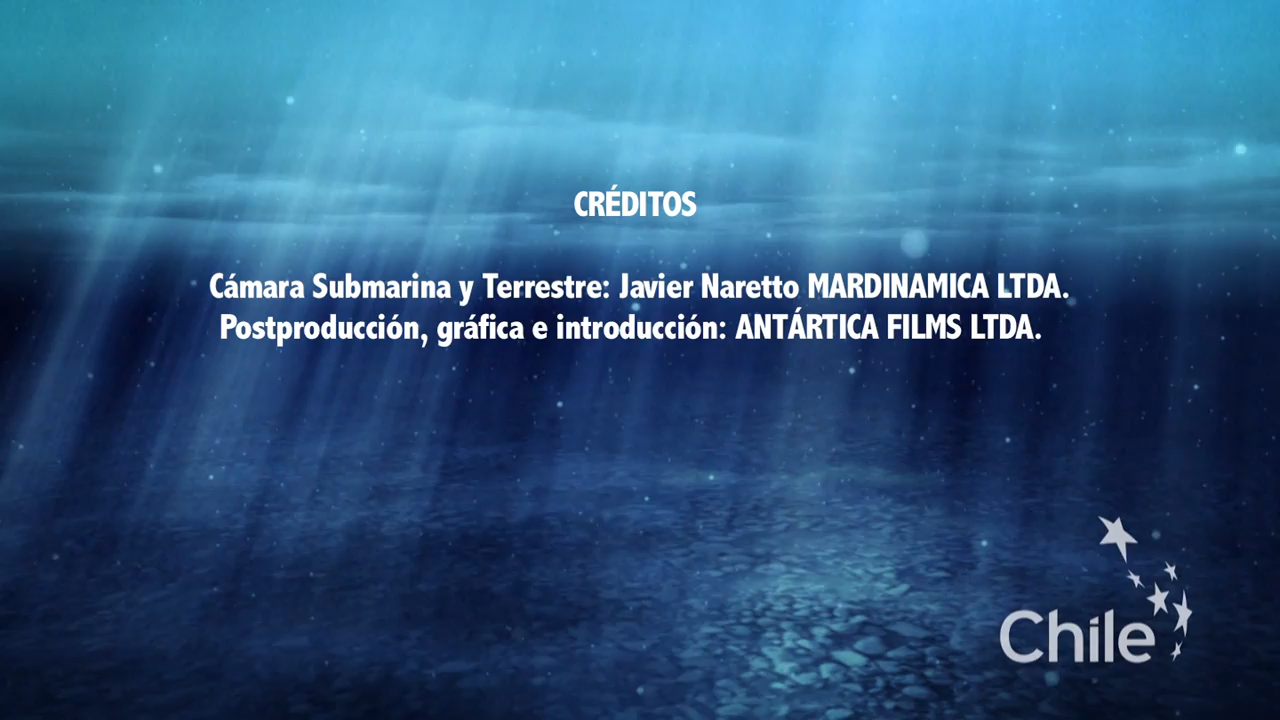 CRÉDITOS
Cámara Submarina y Terrestre: Javier Naretto MARDINAMICA LTDA.
Postproducción, gráfica e introducción: ANTÁRTICA FILMS LTDA.
Chile